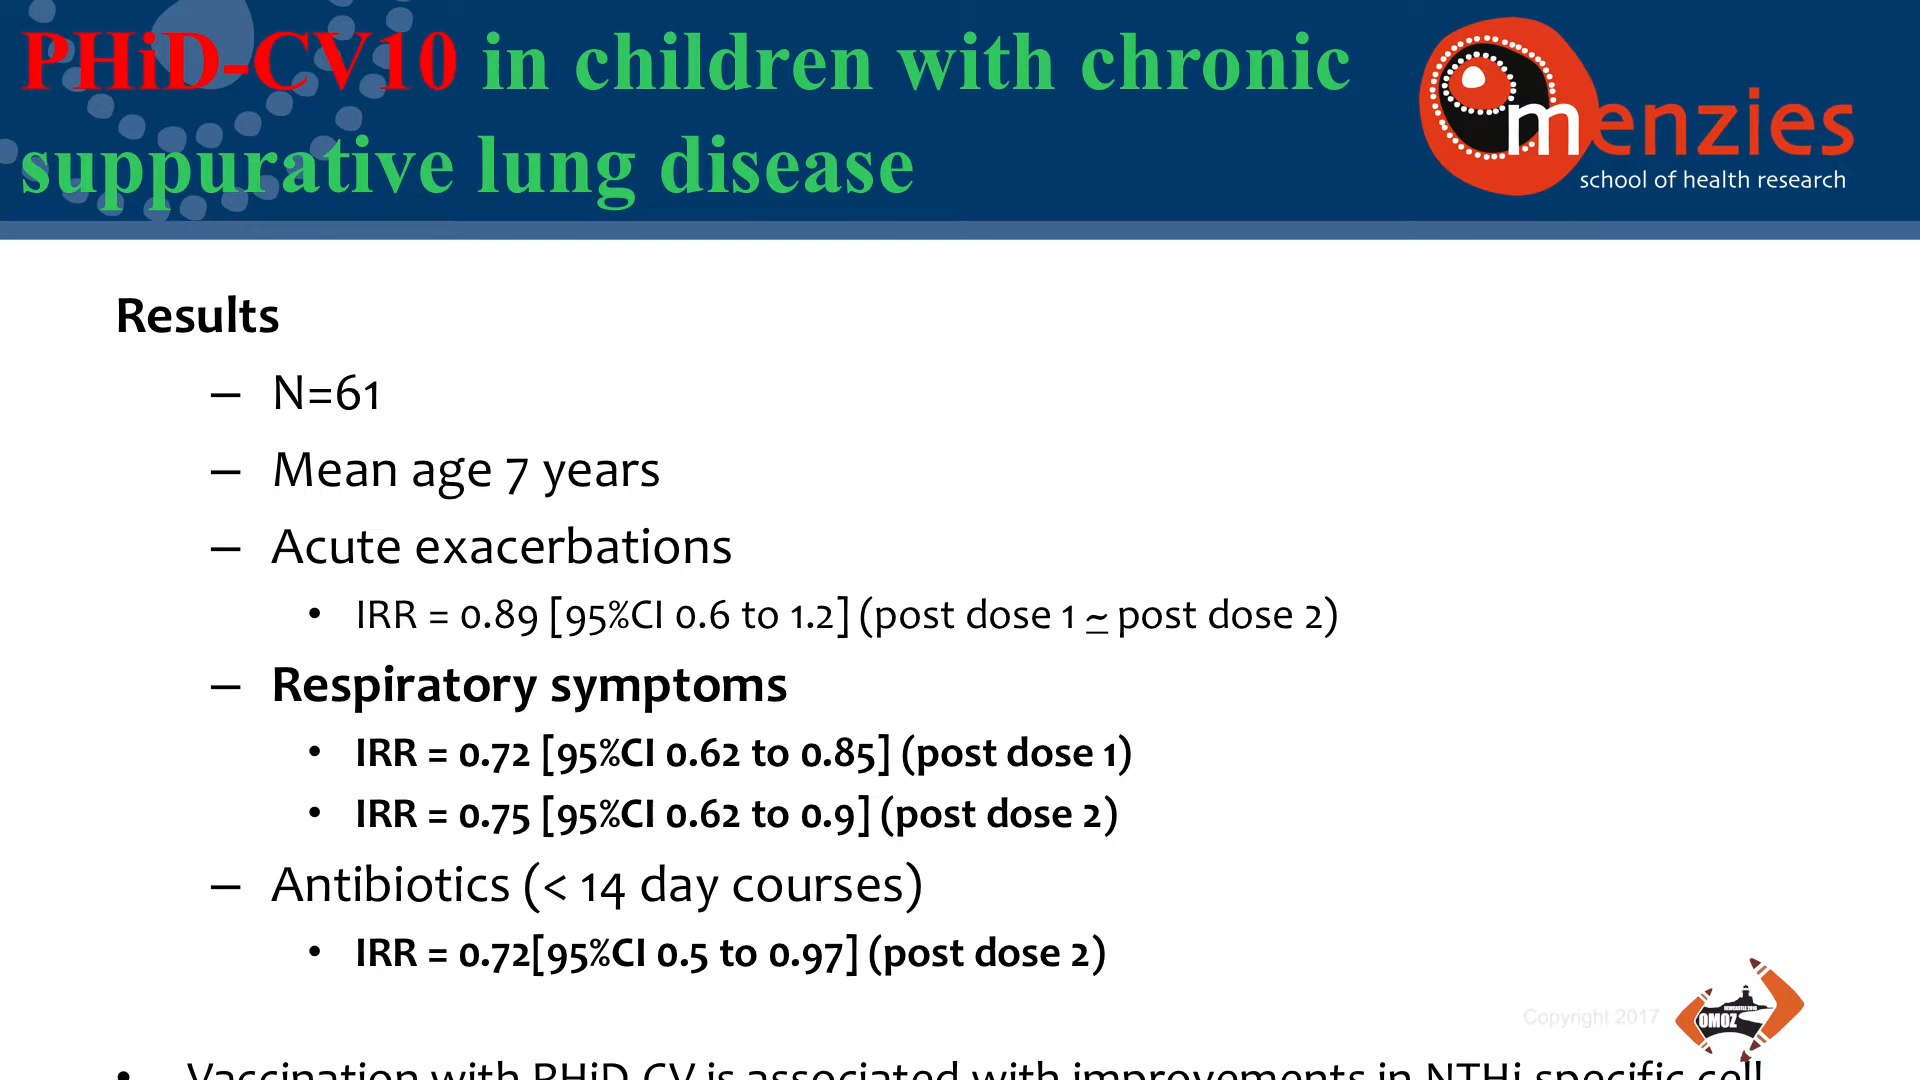 PHiD-CV10 in children with chronic
suppurative lung disease
menzies
school of health research
Results
– N=61
– Mean age 7 years
– Acute exacerbations
• IRR = 0.89 [95%CI 0.6 to 1.2] (post dose 1 ~ post dose 2)
– Respiratory symptoms
• IRR = 0.72 [95%CI 0.62 to 0.85] (post dose 1)
• IRR = 0.75 [95%CI 0.62 to 0.9] (post dose 2)
– Antibiotics (< 14 day courses)
• IRR = 0.72[95%CI 0.5 to 0.97] (post dose 2)
Copyright 2017
NEWCASTLE
OMOZ
• Vaccination with PHiD-CV is associated with improvements in NTHi specific cell